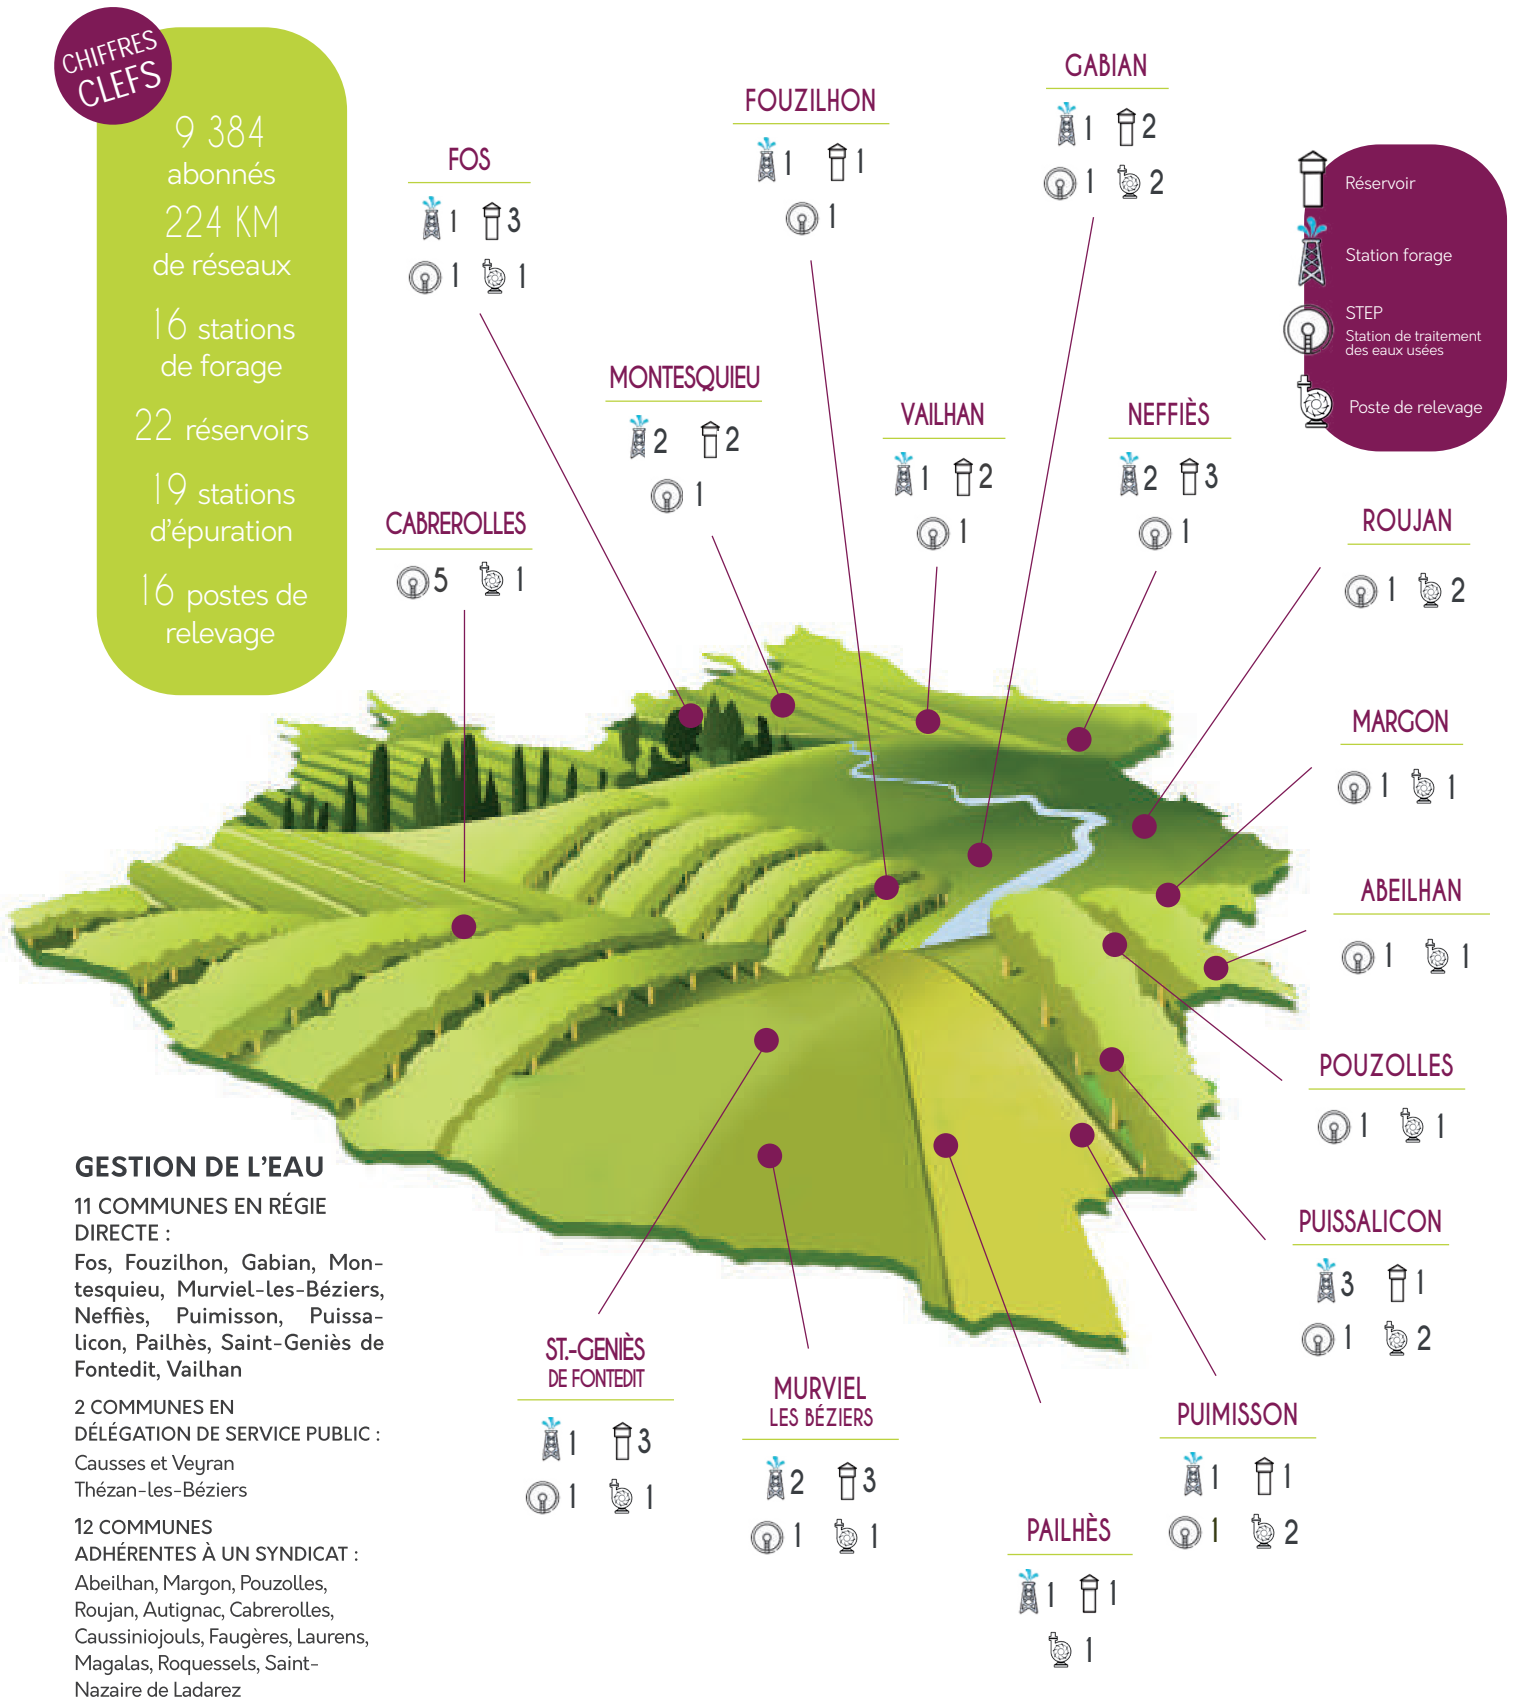 CHIFFRES
CLEFS
9 384
abonnés
224 KM
de réseaux
16 stations
de forage
22 réservoirs
19 stations
d'épuration
16 postes de
relevage
FOS
1 3
1 1
FOUZILHON
1 1
1
GABIAN
1 2
1 2
Réservoir
Station forage
STEP
Station de traitement
des eaux usées
Poste de relevage
MONTESQUIEU
2 2
1
VAILHAN
1 2
1
NEFFIÈS
2 3
1
CABREROLLES
5 1
ROUJAN
1 2
MARGON
1 1
ABEILHAN
1 1
POUZOLLES
1 1
PUISSALICON
3 1
1 2
PUIMISSON
1 1
1 2
PAILHÈS
1 1
1
MURVIEL
LES BÉZIERS
2 3
1 1
ST.-GENIÈS
DE FONTEDIT
1 3
1 1
GESTION DE L'EAU
11 COMMUNES EN RÉGIE
DIRECTE :
Fos, Fouzilhon, Gabian, Mon-
tesquieu, Murviel-les-Béziers,
Neffiès, Puimisson, Puissa-
licon, Pailhès, Saint-Geniès de
Fontedit, Vailhan
2 COMMUNES EN
DÉLÉGATION DE SERVICE PUBLIC :
Causses et Veyran
Thézan-les-Béziers
12 COMMUNES
ADHÉRENTES À UN SYNDICAT :
Abeilhan, Margon, Pouzolles,
Roujan, Autignac, Cabrerolles,
Caussiniojouls, Faugères, Laurens,
Magalas, Roquessels, Saint-
Nazaire de Ladarez